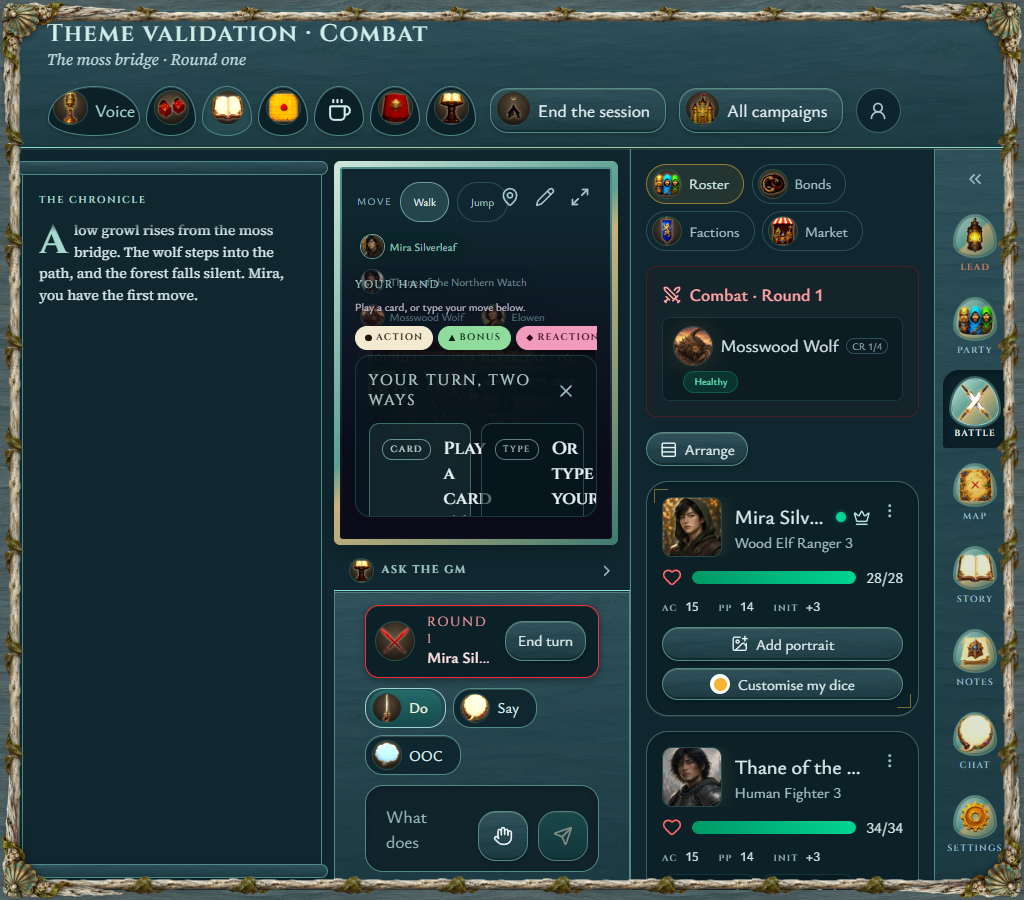 Theme validation · Combat
The moss bridge · Round one
Voice
End the session
All campaigns
THE CHRONICLE
A low growl rises from the moss
bridge. The wolf steps into the
path, and the forest falls silent. Mira,
you have the first move.
MOVE
Walk
Jump
Mira Silverleaf
Thane of the Northern Watch
YOUR HAND
Play a card, or type your move below.
Mosswood Wolf
Elowen
ACTION
BONUS
REACTION
YOUR TURN, TWO
WAYS
CARD
PLAY
A
CARD
TYPE
OR
TYPE
YOUR
ASK THE GM
ROUND
1
Mira Sil...
End turn
Do
Say
OOC
What
does
Roster
Bonds
Factions
Market
Combat · Round 1
Mosswood Wolf
CR 1/4
Healthy
Arrange
Mira Silv...
Wood Elf Ranger 3
28/28
AC 15 PP 14 INIT +3
Add portrait
Customise my dice
Thane of the ...
Human Fighter 3
34/34
AC 15 PP 14 INIT +3
LEAD
PARTY
BATTLE
MAP
STORY
NOTES
CHAT
SETTINGS